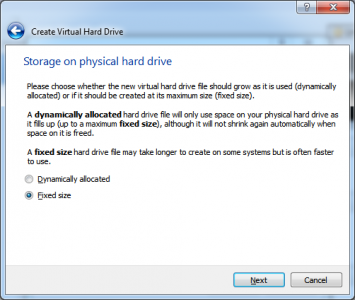 Create Virtual Hard Drive
Storage on physical hard drive
Please choose whether the new virtual hard drive file should grow as it is used (dynamically
allocated) or if it should be created at its maximum size (fixed size).
A dynamically allocated hard drive file will only use space on your physical hard drive as
it fills up (up to a maximum fixed size), although it will not shrink again automatically when
space on it is freed.
A fixed size hard drive file may take longer to create on some systems but is often faster
to use.
Dynamically allocated
Fixed size
Next
Cancel